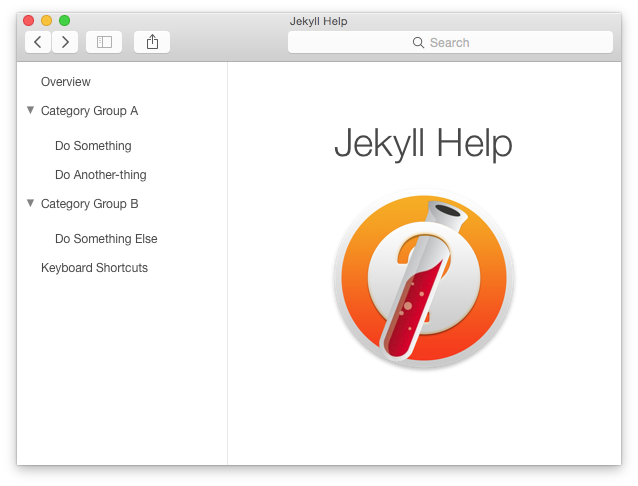 Jekyll Help
Search
Overview
Category Group A
Do Something
Do Another-thing
Category Group B
Do Something Else
Keyboard Shortcuts
Jekyll Help
?